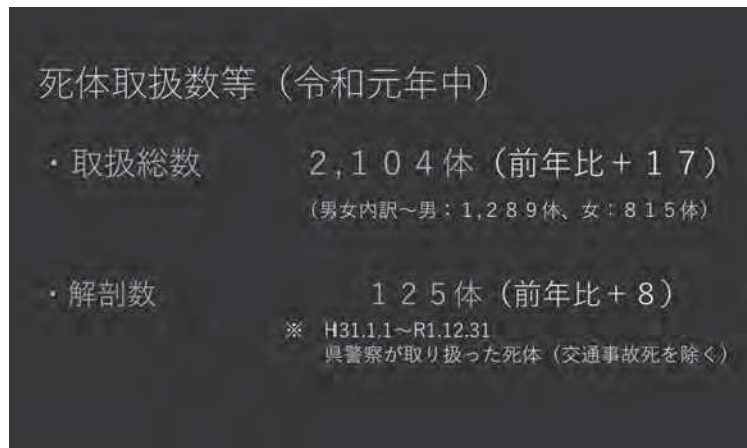 死体取扱数等（令和元年中）
・取扱総数　２,１０４体（前年比＋１７）
（男女内訳～男：１,２８９体、女：８１５体）
・解剖数　１２５体（前年比＋８）
※　H31.1.1～R1.12.31
県警察が取り扱った死体（交通事故死を除く）